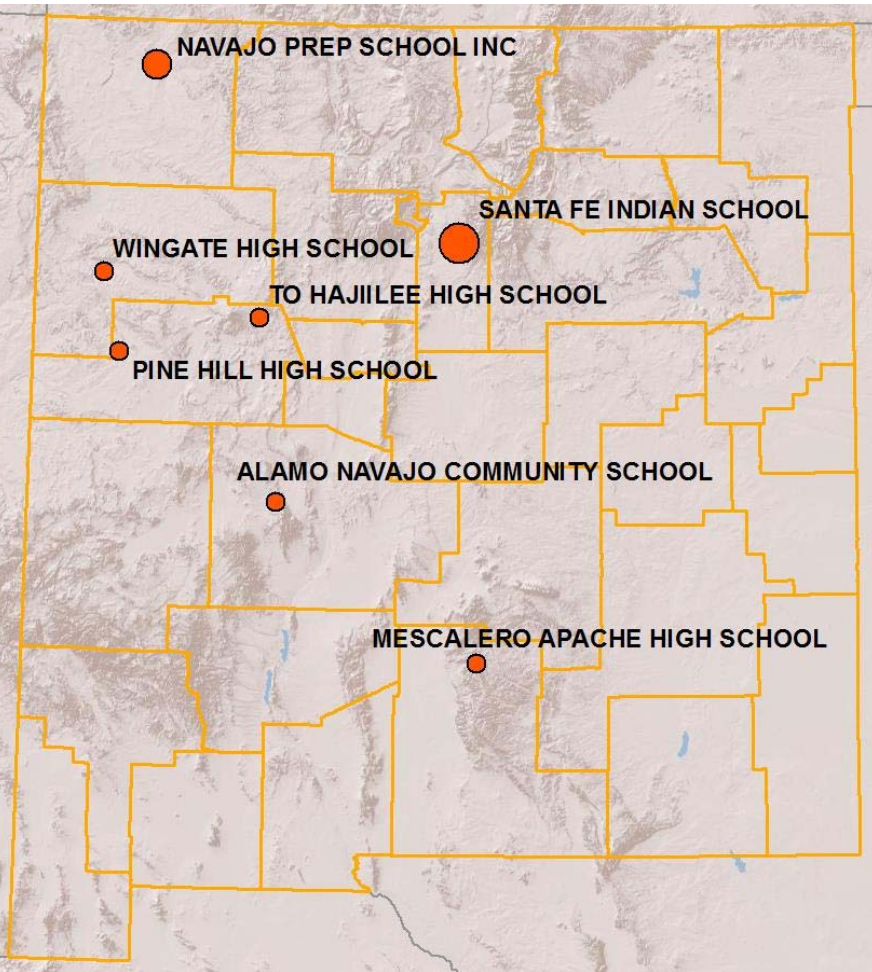 NAVAJO PREP SCHOOL INC
SANTA FE INDIAN SCHOOL
WINGATE HIGH SCHOOL
TO HAJIILEE HIGH SCHOOL
PINE HILL HIGH SCHOOL
ALAMO NAVAJO COMMUNITY SCHOOL
MESCALERO APACHE HIGH SCHOOL